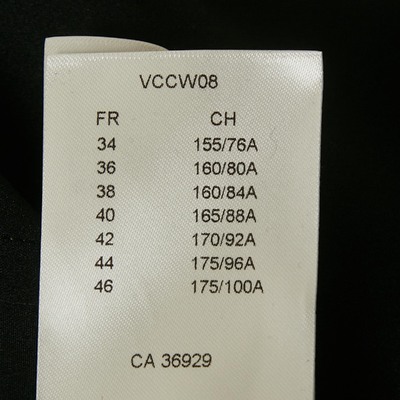 VCCW08
FR CH
34 155/76A
36 160/80A
38 160/84A
40 165/88A
42 170/92A
44 175/96A
46 175/100A
CA 36929